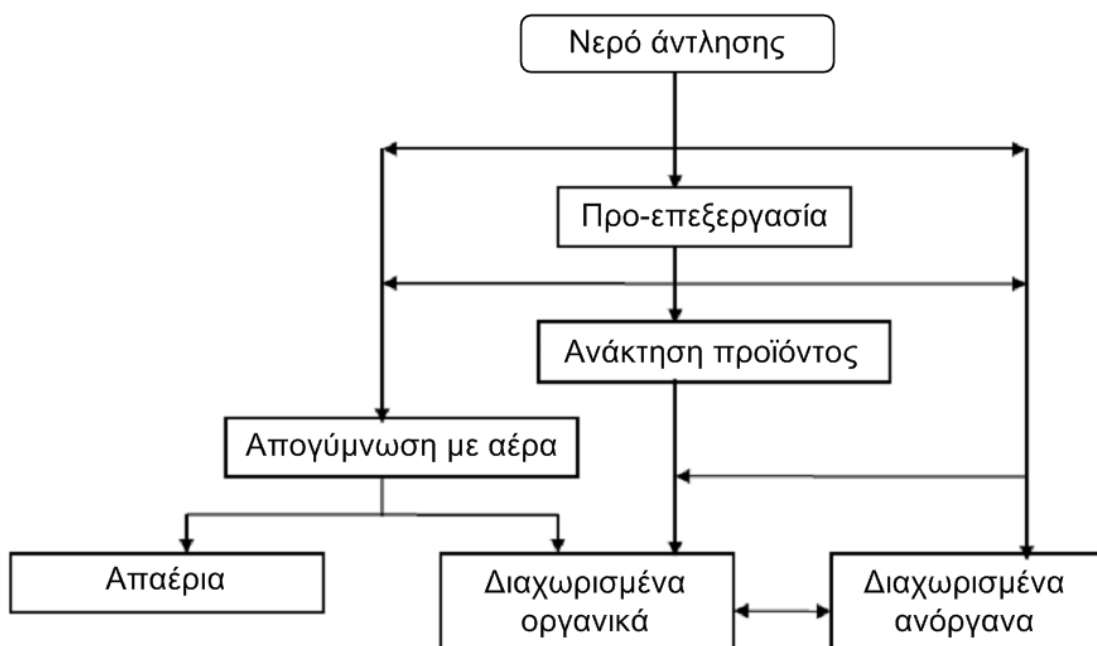 Νερό άντλησης
Προ-επεξεργασία
Ανάκτηση προϊόντος
Απογύμνωση με αέρα
Απαέρια
Διαχωρισμένα
οργανικά
Διαχωρισμένα
ανόργανα